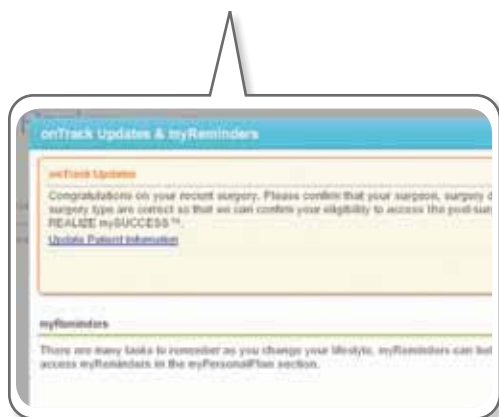 onTrack Updates & myReminders
onTrack Updates
Congratulations on your recent surgery. Please confirm that your surgeon, surgery
surgery type are correct so that we can confirm your eligibility to access the post-sur
REALIZE mySUCCESS™.
Update Patient Information
myReminders
There are many tasks to remember as you change your lifestyle, myReminders can
access myReminders in the myPersonalPlan section.